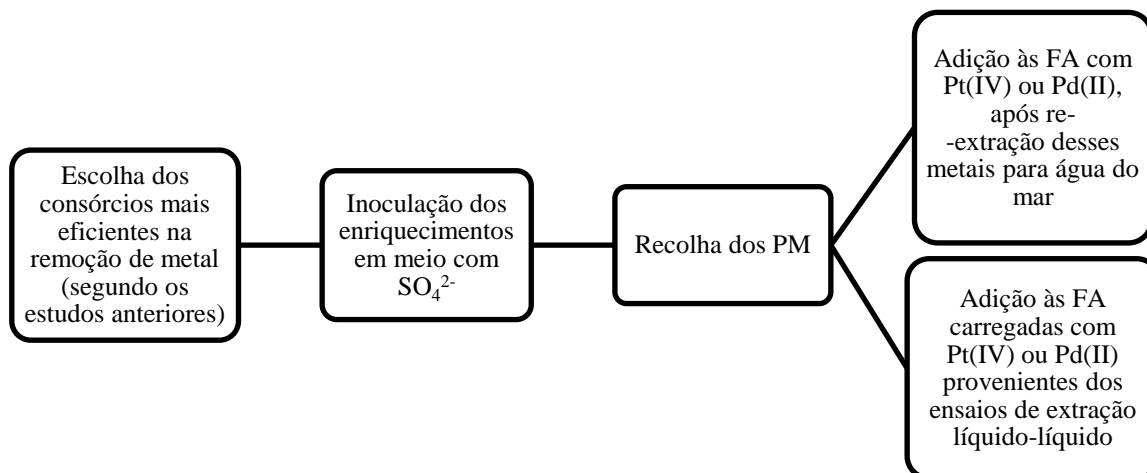 Escolha dos
consórcios mais
eficientes na
remoção de metal
(segundo os
estudos anteriores)
Inoculação dos
enriquecimentos
em meio com
SO₄²⁻
Recolha dos PM
Adição às FA com
Pt(IV) ou Pd(II),
após re-
-extração desses
metais para água do
mar
Adição às FA
carregadas com
Pt(IV) ou Pd(II)
provenientes dos
ensaios de extração
líquido-líquido